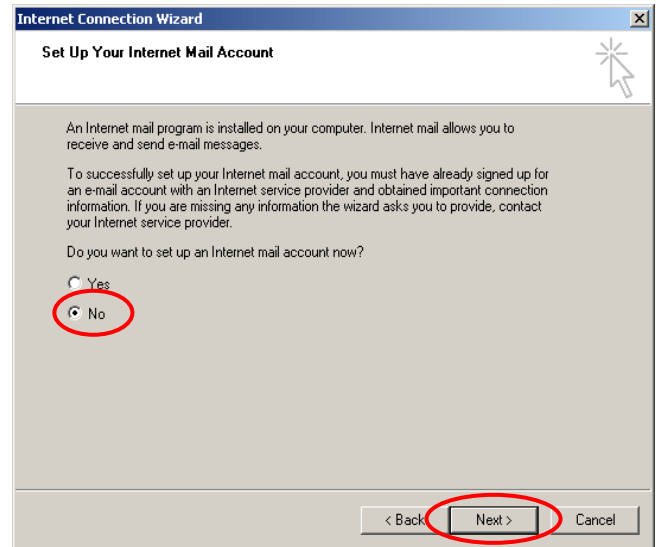 Internet Connection Wizard
Set Up Your Internet Mail Account
An Internet mail program is installed on your computer. Internet mail allows you to
receive and send e-mail messages.
To successfully set up your Internet mail account, you must have already signed up for
an e-mail account with an Internet service provider and obtained important connection
information. If you are missing any information the wizard asks you to provide, contact
your Internet service provider.
Do you want to set up an Internet mail account now?
Yes
No
< Back Next > Cancel